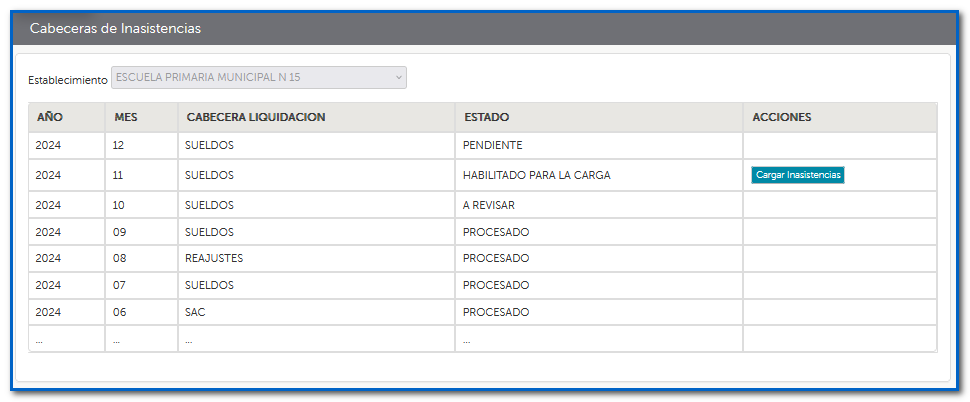 Cabeceras de Inasistencias
Establecimiento ESCUELA PRIMARIA MUNICIPAL N 15
AÑO MES CABECERA LIQUIDACION ESTADO ACCIONES
2024 12 SUELDOS PENDIENTE
2024 11 SUELDOS HABILITADO PARA LA CARGA Cargar Inasistencias
2024 10 SUELDOS A REVISAR
2024 09 SUELDOS PROCESADO
2024 08 REAJUSTES PROCESADO
2024 07 SUELDOS PROCESADO
2024 06 SAC PROCESADO
... ... ... ...